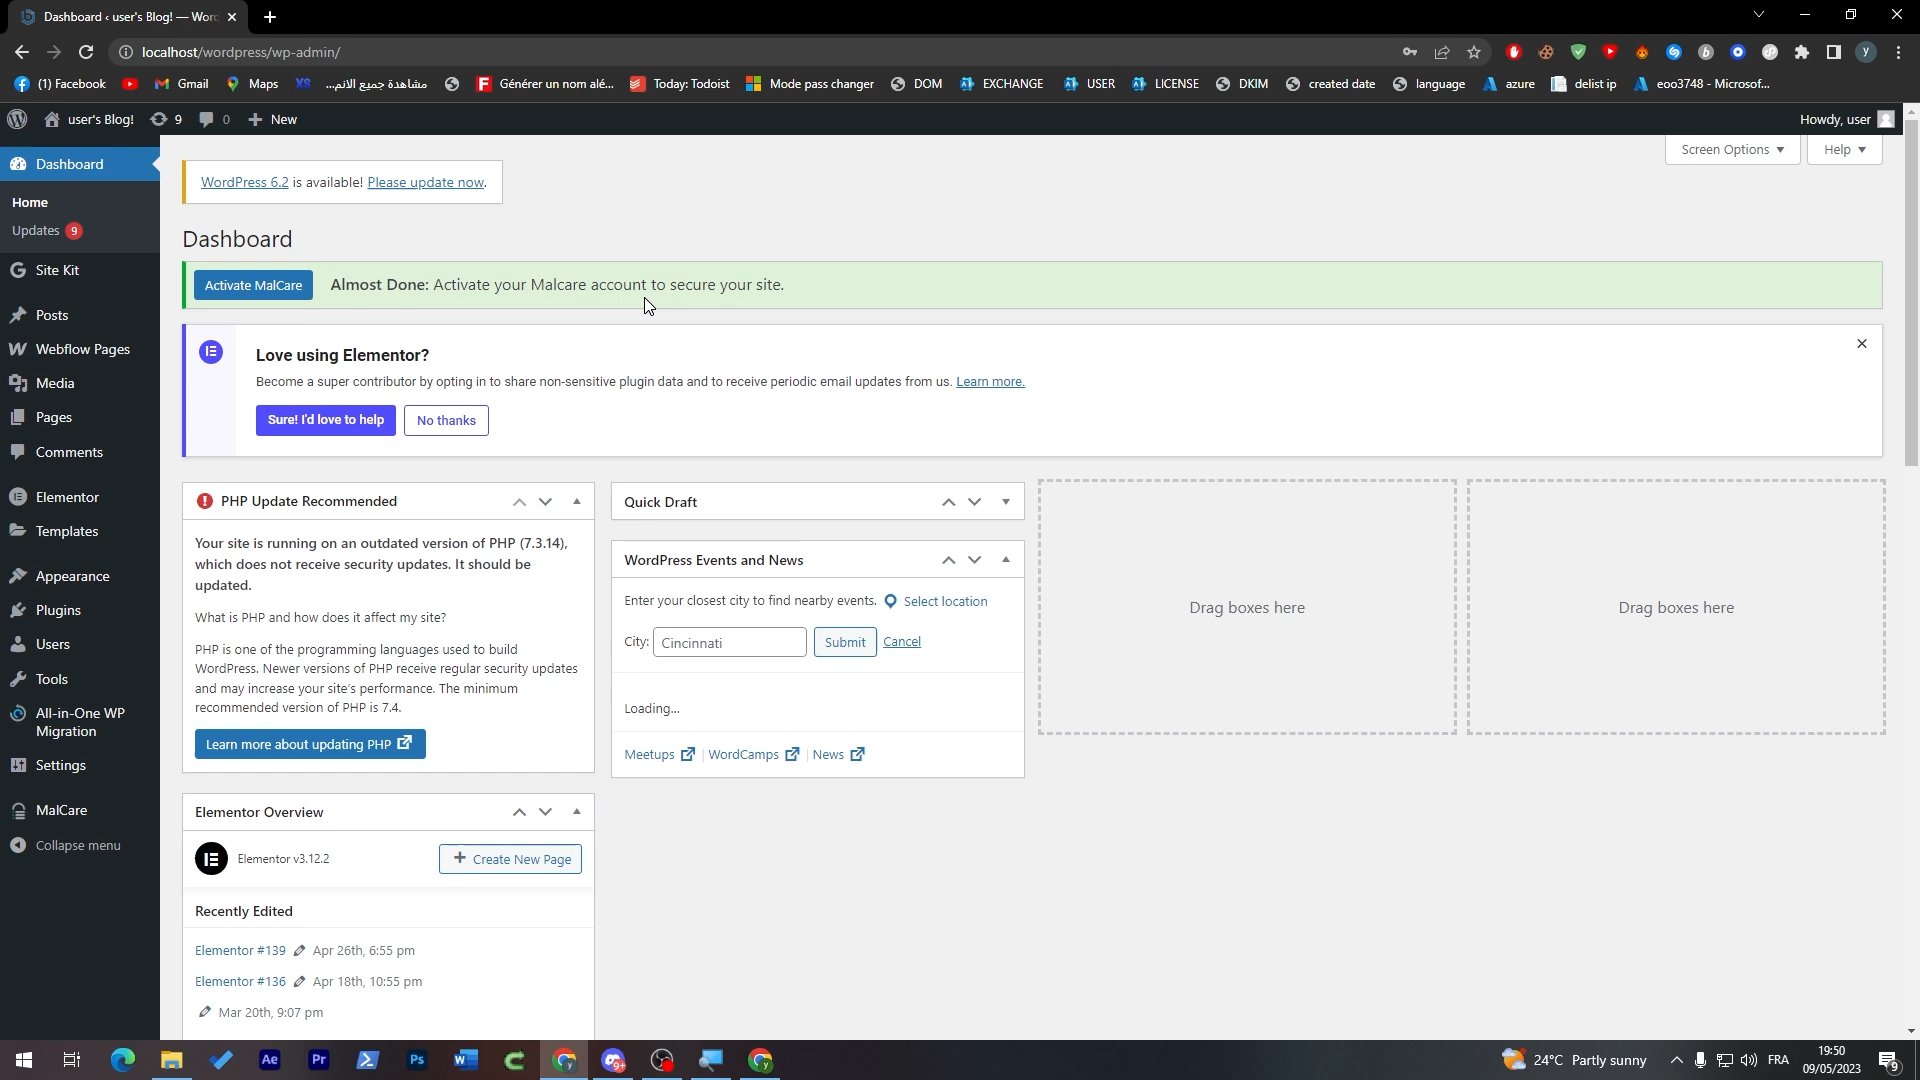 Dashboard ‹ user's Blog! — Wor
localhost/wordpress/wp-admin/
(1) Facebook
Gmail
Maps
مشاهدة جميع الانم...
Générer un nom alé...
Today: Todoist
Mode pass changer
DOM
EXCHANGE
USER
LICENSE
DKIM
created date
language
azure
delist ip
eoo3748 - Microsof...
user's Blog!
9
0
New
Howdy, user
Dashboard
Home
Updates 9
Site Kit
Posts
Webflow Pages
Media
Pages
Comments
Elementor
Templates
Appearance
Plugins
Users
Tools
All-in-One WP
Migration
Settings
MalCare
Collapse menu
Screen Options
Help
WordPress 6.2 is available! Please update now.
Dashboard
Activate MalCare
Almost Done: Activate your Malcare account to secure your site.
Love using Elementor?
Become a super contributor by opting in to share non-sensitive plugin data and to receive periodic email updates from us. Learn more.
Sure! I'd love to help
No thanks
PHP Update Recommended
Your site is running on an outdated version of PHP (7.3.14),
which does not receive security updates. It should be
updated.
What is PHP and how does it affect my site?
PHP is one of the programming languages used to build
WordPress. Newer versions of PHP receive regular security updates
and may increase your site's performance. The minimum
recommended version of PHP is 7.4.
Learn more about updating PHP
Elementor Overview
Elementor v3.12.2
Create New Page
Recently Edited
Elementor #139 Apr 26th, 6:55 pm
Elementor #136 Apr 18th, 10:55 pm
Mar 20th, 9:07 pm
Quick Draft
WordPress Events and News
Enter your closest city to find nearby events. Select location
City: Cincinnati Submit Cancel
Loading...
Meetups | WordCamps | News
Drag boxes here
Drag boxes here
Ae
Pr
Ps
24°C Partly sunny
FRA
19:50
09/05/2023
9